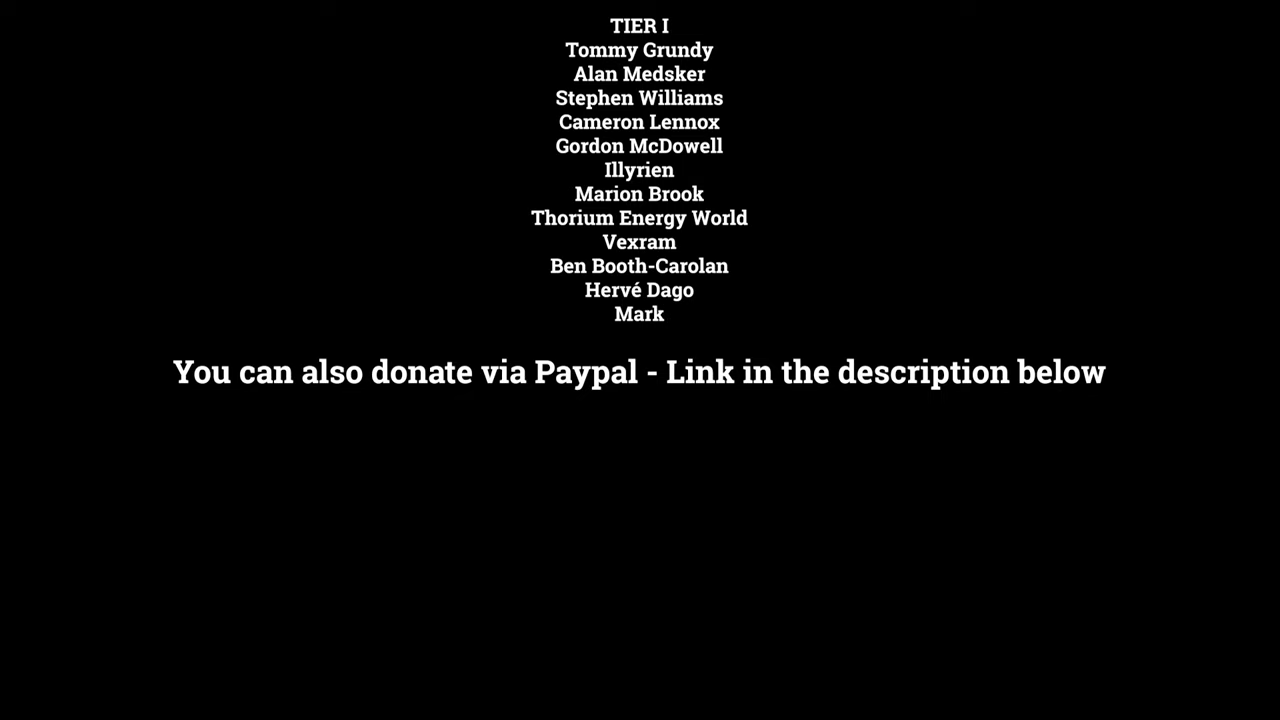 TIER I
Tommy Grundy
Alan Medsker
Stephen Williams
Cameron Lennox
Gordon McDowell
Illyrien
Marion Brook
Thorium Energy World
Vexram
Ben Booth-Carolan
Hervé Dago
Mark
You can also donate via Paypal - Link in the description below